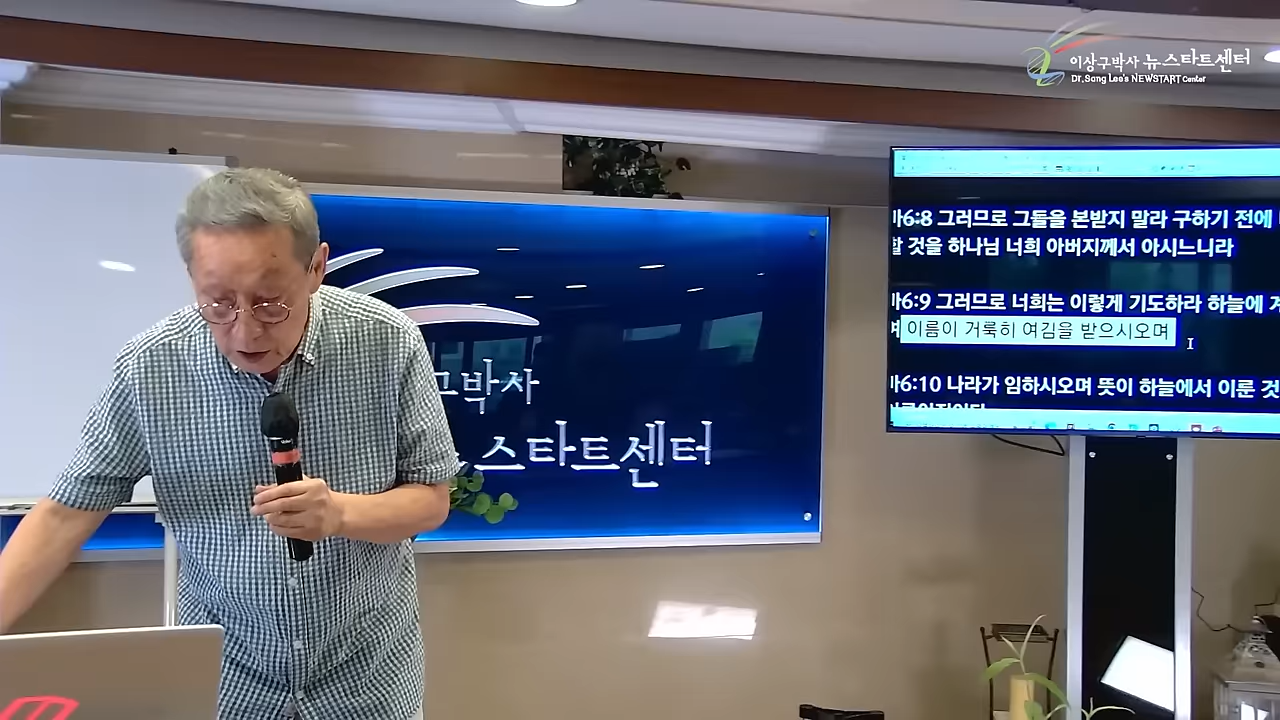 이상구박사 뉴스타트센터
Dr.Sang Lee's NEWSTART Center
마6:8 그러므로 그들을 본받지 말라 구하기 전에
할 것을 하나님 너희 아버지께서 아시느니라
마6:9 그러므로 너희는 이렇게 기도하라 하늘에
이름이 거룩히 여김을 받으시오며
마6:10 나라가 임하시오며 뜻이 하늘에서 이룬 것
구박사
스타트센터